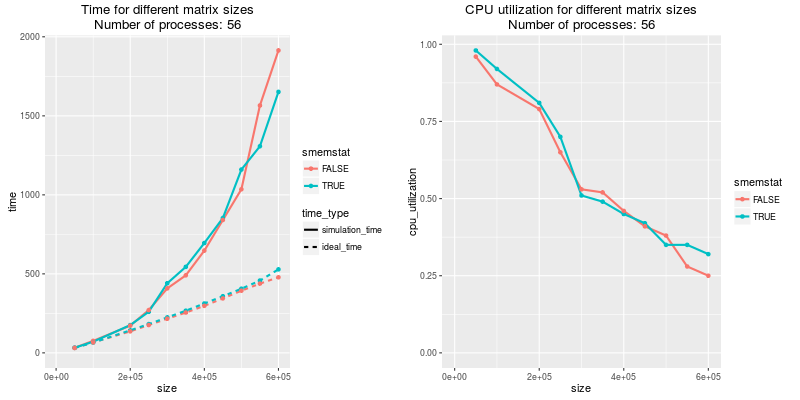 Time for different matrix sizes
Number of processes: 56
2000
1500
1000
500
0
time
0e+00 2e+05 4e+05 6e+05
size
smemstat
FALSE
TRUE
time_type
simulation_time
ideal_time
CPU utilization for different matrix sizes
Number of processes: 56
1.00
0.75
0.50
0.25
0.00
cpu_utilization
0e+00 2e+05 4e+05 6e+05
size
smemstat
FALSE
TRUE